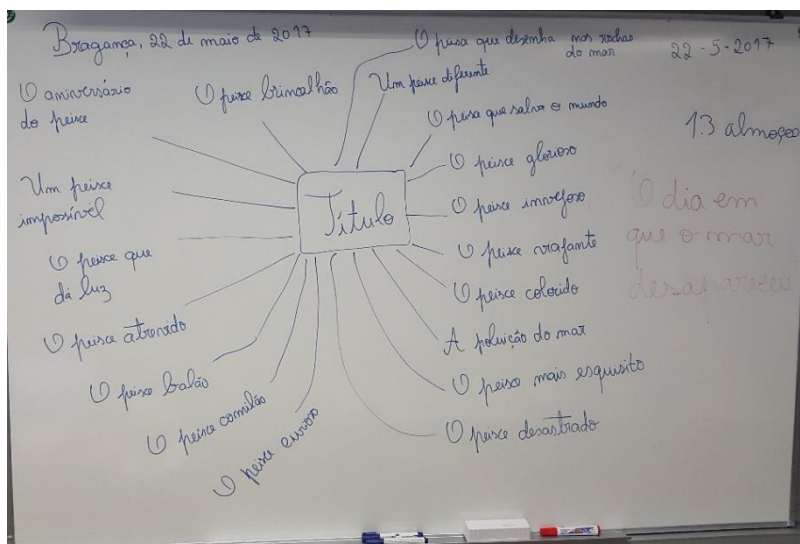 Bragança, 22 de maio de 2017
22-5-2017
13 almoços
O peixe que desenha nas rochas
do mar
Um peixe diferente
O peixe que salva o mundo
O peixe glorioso
O peixe invejoso
O peixe viajante
O peixe colorido
A poluição do mar
O peixe mais esquisito
O peixe desastrado
O peixe brincalhão
O aniversário
do peixe
Um peixe
impossível
O peixe que
dá luz
O peixe atrevido
O peixe balão
O peixe comilão
O peixe curioso
Título
O dia em
que o mar
desapareceu